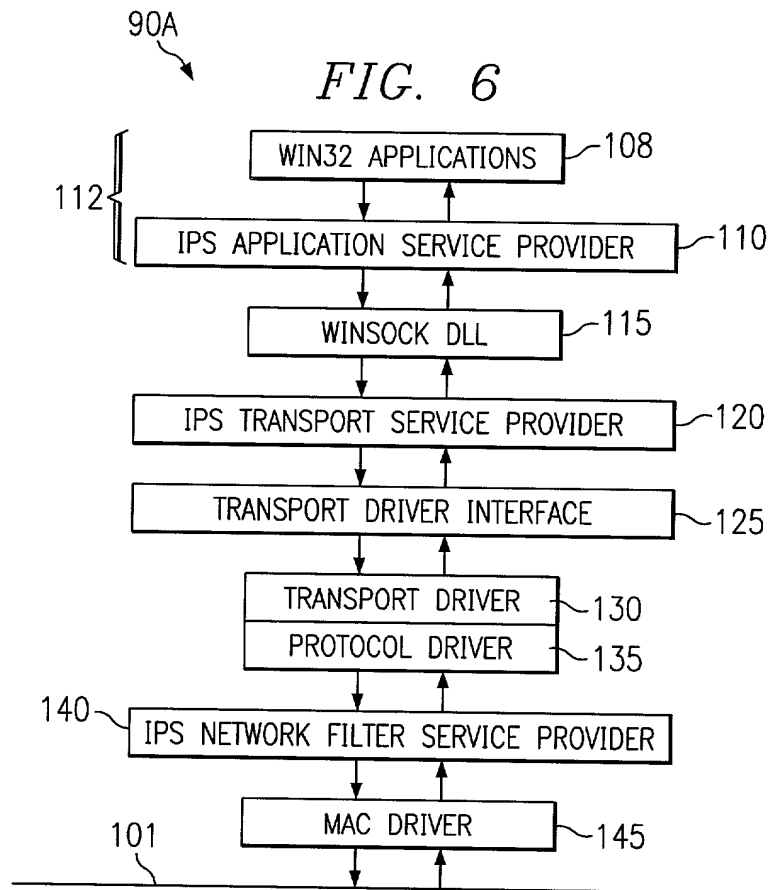 90A
FIG. 6
WIN32 APPLICATIONS 108
112
IPS APPLICATION SERVICE PROVIDER 110
WINSOCK DLL 115
IPS TRANSPORT SERVICE PROVIDER 120
TRANSPORT DRIVER INTERFACE 125
TRANSPORT DRIVER 130
PROTOCOL DRIVER 135
140
IPS NETWORK FILTER SERVICE PROVIDER
MAC DRIVER 145
101